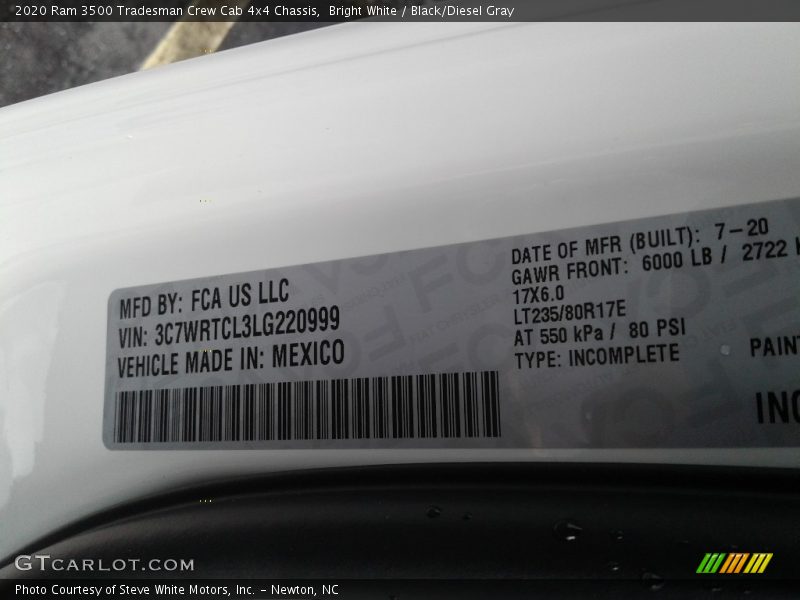 2020 Ram 3500 Tradesman Crew Cab 4x4 Chassis, Bright White / Black/Diesel Gray
MFD BY: FCA US LLC
VIN: 3C7WRTCL3LG220999
VEHICLE MADE IN: MEXICO
DATE OF MFR (BUILT): 7-20
GAWR FRONT: 6000 LB / 2722
17X6.0
LT235/80R17E
AT 550 kPa / 80 PSI
TYPE: INCOMPLETE
PAINT
GTCARLOT.COM
Photo Courtesy of Steve White Motors, Inc. – Newton, NC